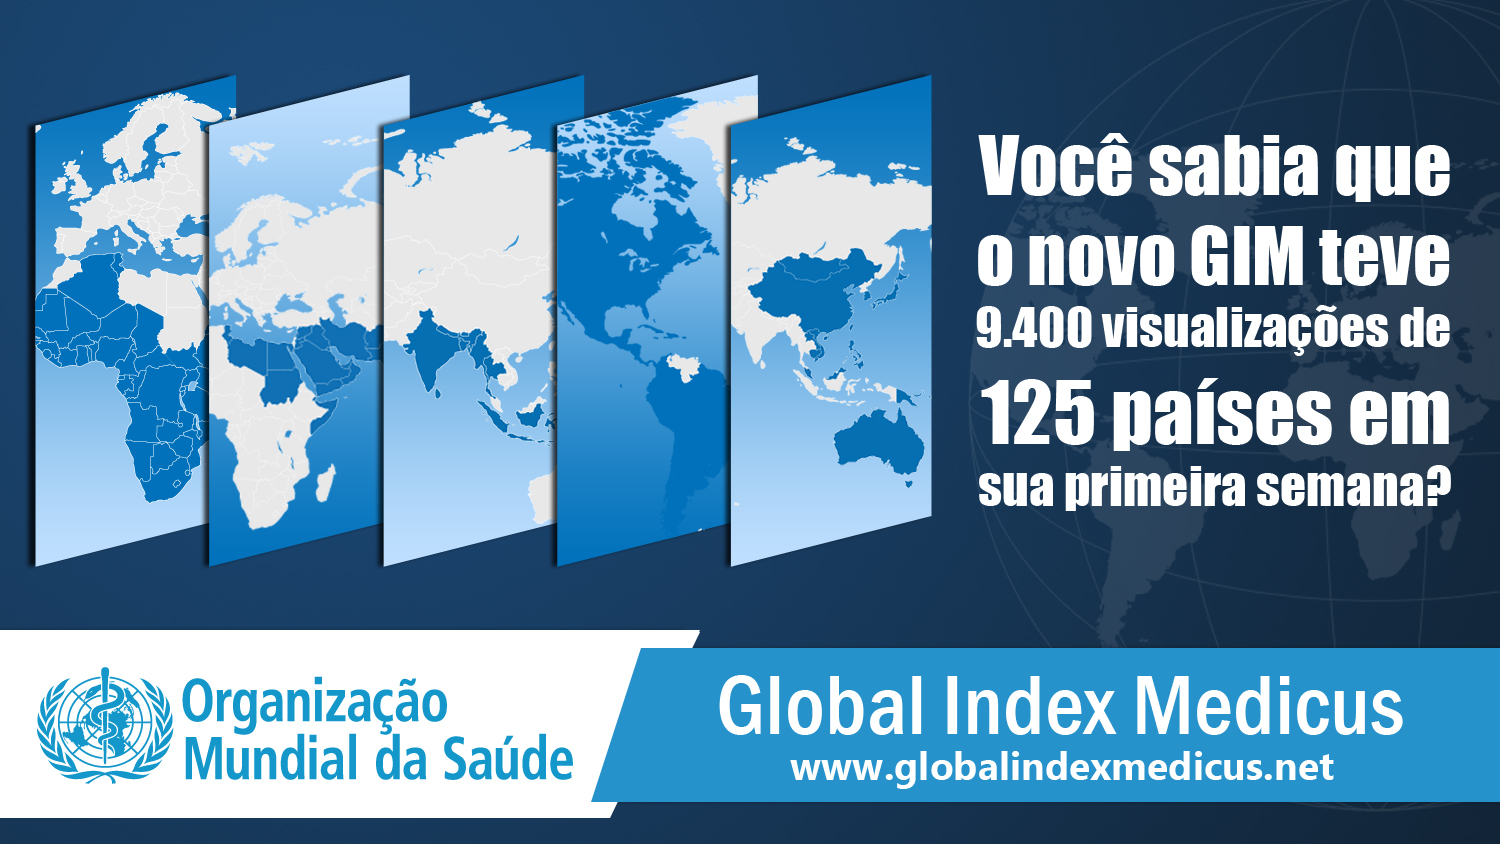 Você sabia que
o novo GIM teve
9.400 visualizações de
125 países em
sua primeira semana?
Organização
Mundial da Saúde
Global Index Medicus
www.globalindexmedicus.net